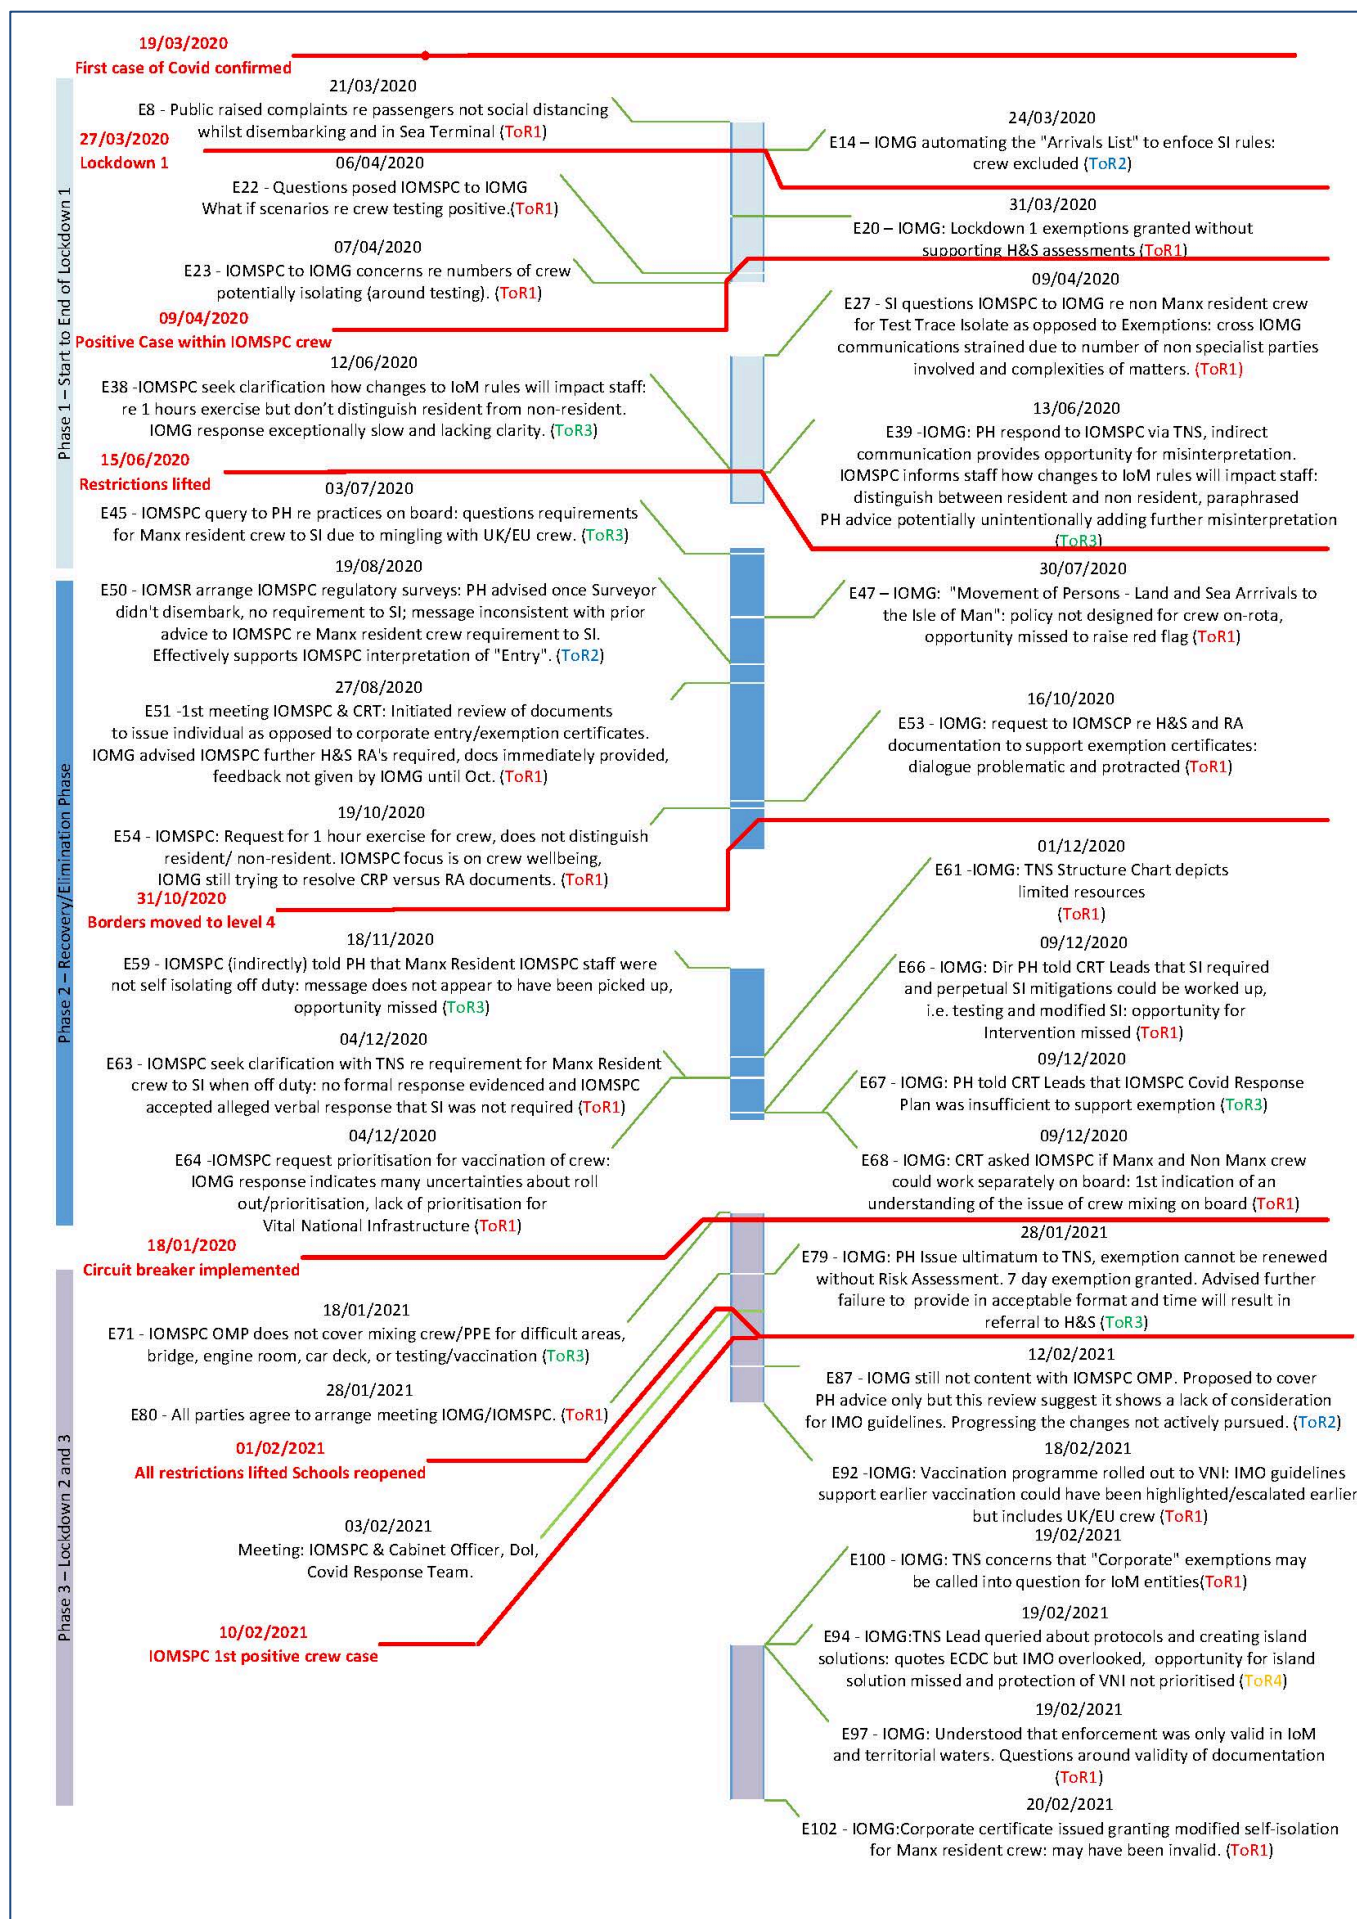 19/03/2020
First case of Covid confirmed
21/03/2020
E8 - Public raised complaints re passengers not social distancing
whilst disembarking and in Sea Terminal (ToR1)
24/03/2020
E14 – IOMG automating the "Arrivals List" to enfoce SI rules:
crew excluded (ToR2)
27/03/2020
Lockdown 1
06/04/2020
E22 - Questions posed IOMSPC to IOMG
What if scenarios re crew testing positive.(ToR1)
31/03/2020
E20 – IOMG: Lockdown 1 exemptions granted without
supporting H&S assessments (ToR1)
07/04/2020
E23 - IOMSPC to IOMG concerns re numbers of crew
potentially isolating (around testing). (ToR1)
09/04/2020
E27 - SI questions IOMSPC to IOMG re non Manx resident crew
for Test Trace Isolate as opposed to Exemptions: cross IOMG
communications strained due to number of non specialist parties
involved and complexities of matters. (ToR1)
09/04/2020
Positive Case within IOMSPC crew
Phase 1 – Start to End of Lockdown 1
12/06/2020
E38 -IOMSPC seek clarification how changes to IoM rules will impact staff:
re 1 hours exercise but don't distinguish resident from non-resident.
IOMG response exceptionally slow and lacking clarity. (ToR3)
13/06/2020
E39 -IOMG: PH respond to IOMSPC via TNS, indirect
communication provides opportunity for misinterpretation.
IOMSPC informs staff how changes to IoM rules will impact staff:
distinguish between resident and non resident, paraphrased
PH advice potentially unintentionally adding further misinterpretation
(ToR3)
15/06/2020
Restrictions lifted
03/07/2020
E45 - IOMSPC query to PH re practices on board: questions requirements
for Manx resident crew to SI due to mingling with UK/EU crew. (ToR3)
30/07/2020
E47 – IOMG: "Movement of Persons - Land and Sea Arrrivals to
the Isle of Man": policy not designed for crew on-rota,
opportunity missed to raise red flag (ToR1)
19/08/2020
E50 - IOMSR arrange IOMSPC regulatory surveys: PH advised once Surveyor
didn't disembark, no requirement to SI; message inconsistent with prior
advice to IOMSPC re Manx resident crew requirement to SI.
Effectively supports IOMSPC interpretation of "Entry". (ToR2)
27/08/2020
E51 -1st meeting IOMSPC & CRT: Initiated review of documents
to issue individual as opposed to corporate entry/exemption certificates.
IOMG advised IOMSPC further H&S RA's required, docs immediately provided,
feedback not given by IOMG until Oct. (ToR1)
16/10/2020
E53 - IOMG: request to IOMSCP re H&S and RA
documentation to support exemption certificates:
dialogue problematic and protracted (ToR1)
19/10/2020
E54 - IOMSPC: Request for 1 hour exercise for crew, does not distinguish
resident/ non-resident. IOMSPC focus is on crew wellbeing,
IOMG still trying to resolve CRP versus RA documents. (ToR1)
31/10/2020
Borders moved to level 4
Phase 2 – Recovery/Elimination Phase
01/12/2020
E61 -IOMG: TNS Structure Chart depicts
limited resources
(ToR1)
18/11/2020
E59 - IOMSPC (indirectly) told PH that Manx Resident IOMSPC staff were
not self isolating off duty: message does not appear to have been picked up,
opportunity missed (ToR3)
09/12/2020
E66 - IOMG: Dir PH told CRT Leads that SI required
and perpetual SI mitigations could be worked up,
i.e. testing and modified SI: opportunity for
Intervention missed (ToR1)
04/12/2020
E63 - IOMSPC seek clarification with TNS re requirement for Manx Resident
crew to SI when off duty: no formal response evidenced and IOMSPC
accepted alleged verbal response that SI was not required (ToR1)
09/12/2020
E67 - IOMG: PH told CRT Leads that IOMSPC Covid Response
Plan was insufficient to support exemption (ToR3)
04/12/2020
E64 -IOMSPC request prioritisation for vaccination of crew:
IOMG response indicates many uncertainties about roll
out/prioritisation, lack of prioritisation for
Vital National Infrastructure (ToR1)
09/12/2020
E68 - IOMG: CRT asked IOMSPC if Manx and Non Manx crew
could work separately on board: 1st indication of an
understanding of the issue of crew mixing on board (ToR1)
18/01/2020
Circuit breaker implemented
28/01/2021
E79 - IOMG: PH Issue ultimatum to TNS, exemption cannot be renewed
without Risk Assessment. 7 day exemption granted. Advised further
failure to provide in acceptable format and time will result in
referral to H&S (ToR3)
18/01/2021
E71 - IOMSPC OMP does not cover mixing crew/PPE for difficult areas,
bridge, engine room, car deck, or testing/vaccination (ToR3)
12/02/2021
E87 - IOMG still not content with IOMSPC OMP. Proposed to cover
PH advice only but this review suggest it shows a lack of consideration
for IMO guidelines. Progressing the changes not actively pursued. (ToR2)
28/01/2021
E80 - All parties agree to arrange meeting IOMG/IOMSPC. (ToR1)
01/02/2021
All restrictions lifted Schools reopened
18/02/2021
E92 -IOMG: Vaccination programme rolled out to VNI: IMO guidelines
support earlier vaccination could have been highlighted/escalated earlier
but includes UK/EU crew (ToR1)
Phase 3 – Lockdown 2 and 3
03/02/2021
Meeting: IOMSPC & Cabinet Officer, DoI,
Covid Response Team.
19/02/2021
E100 - IOMG: TNS concerns that "Corporate" exemptions may
be called into question for IoM entities(ToR1)
10/02/2021
IOMSPC 1st positive crew case
19/02/2021
E94 - IOMG:TNS Lead queried about protocols and creating island
solutions: quotes ECDC but IMO overlooked, opportunity for island
solution missed and protection of VNI not prioritised (ToR4)
19/02/2021
E97 - IOMG: Understood that enforcement was only valid in IoM
and territorial waters. Questions around validity of documentation
(ToR1)
20/02/2021
E102 - IOMG:Corporate certificate issued granting modified self-isolation
for Manx resident crew: may have been invalid. (ToR1)